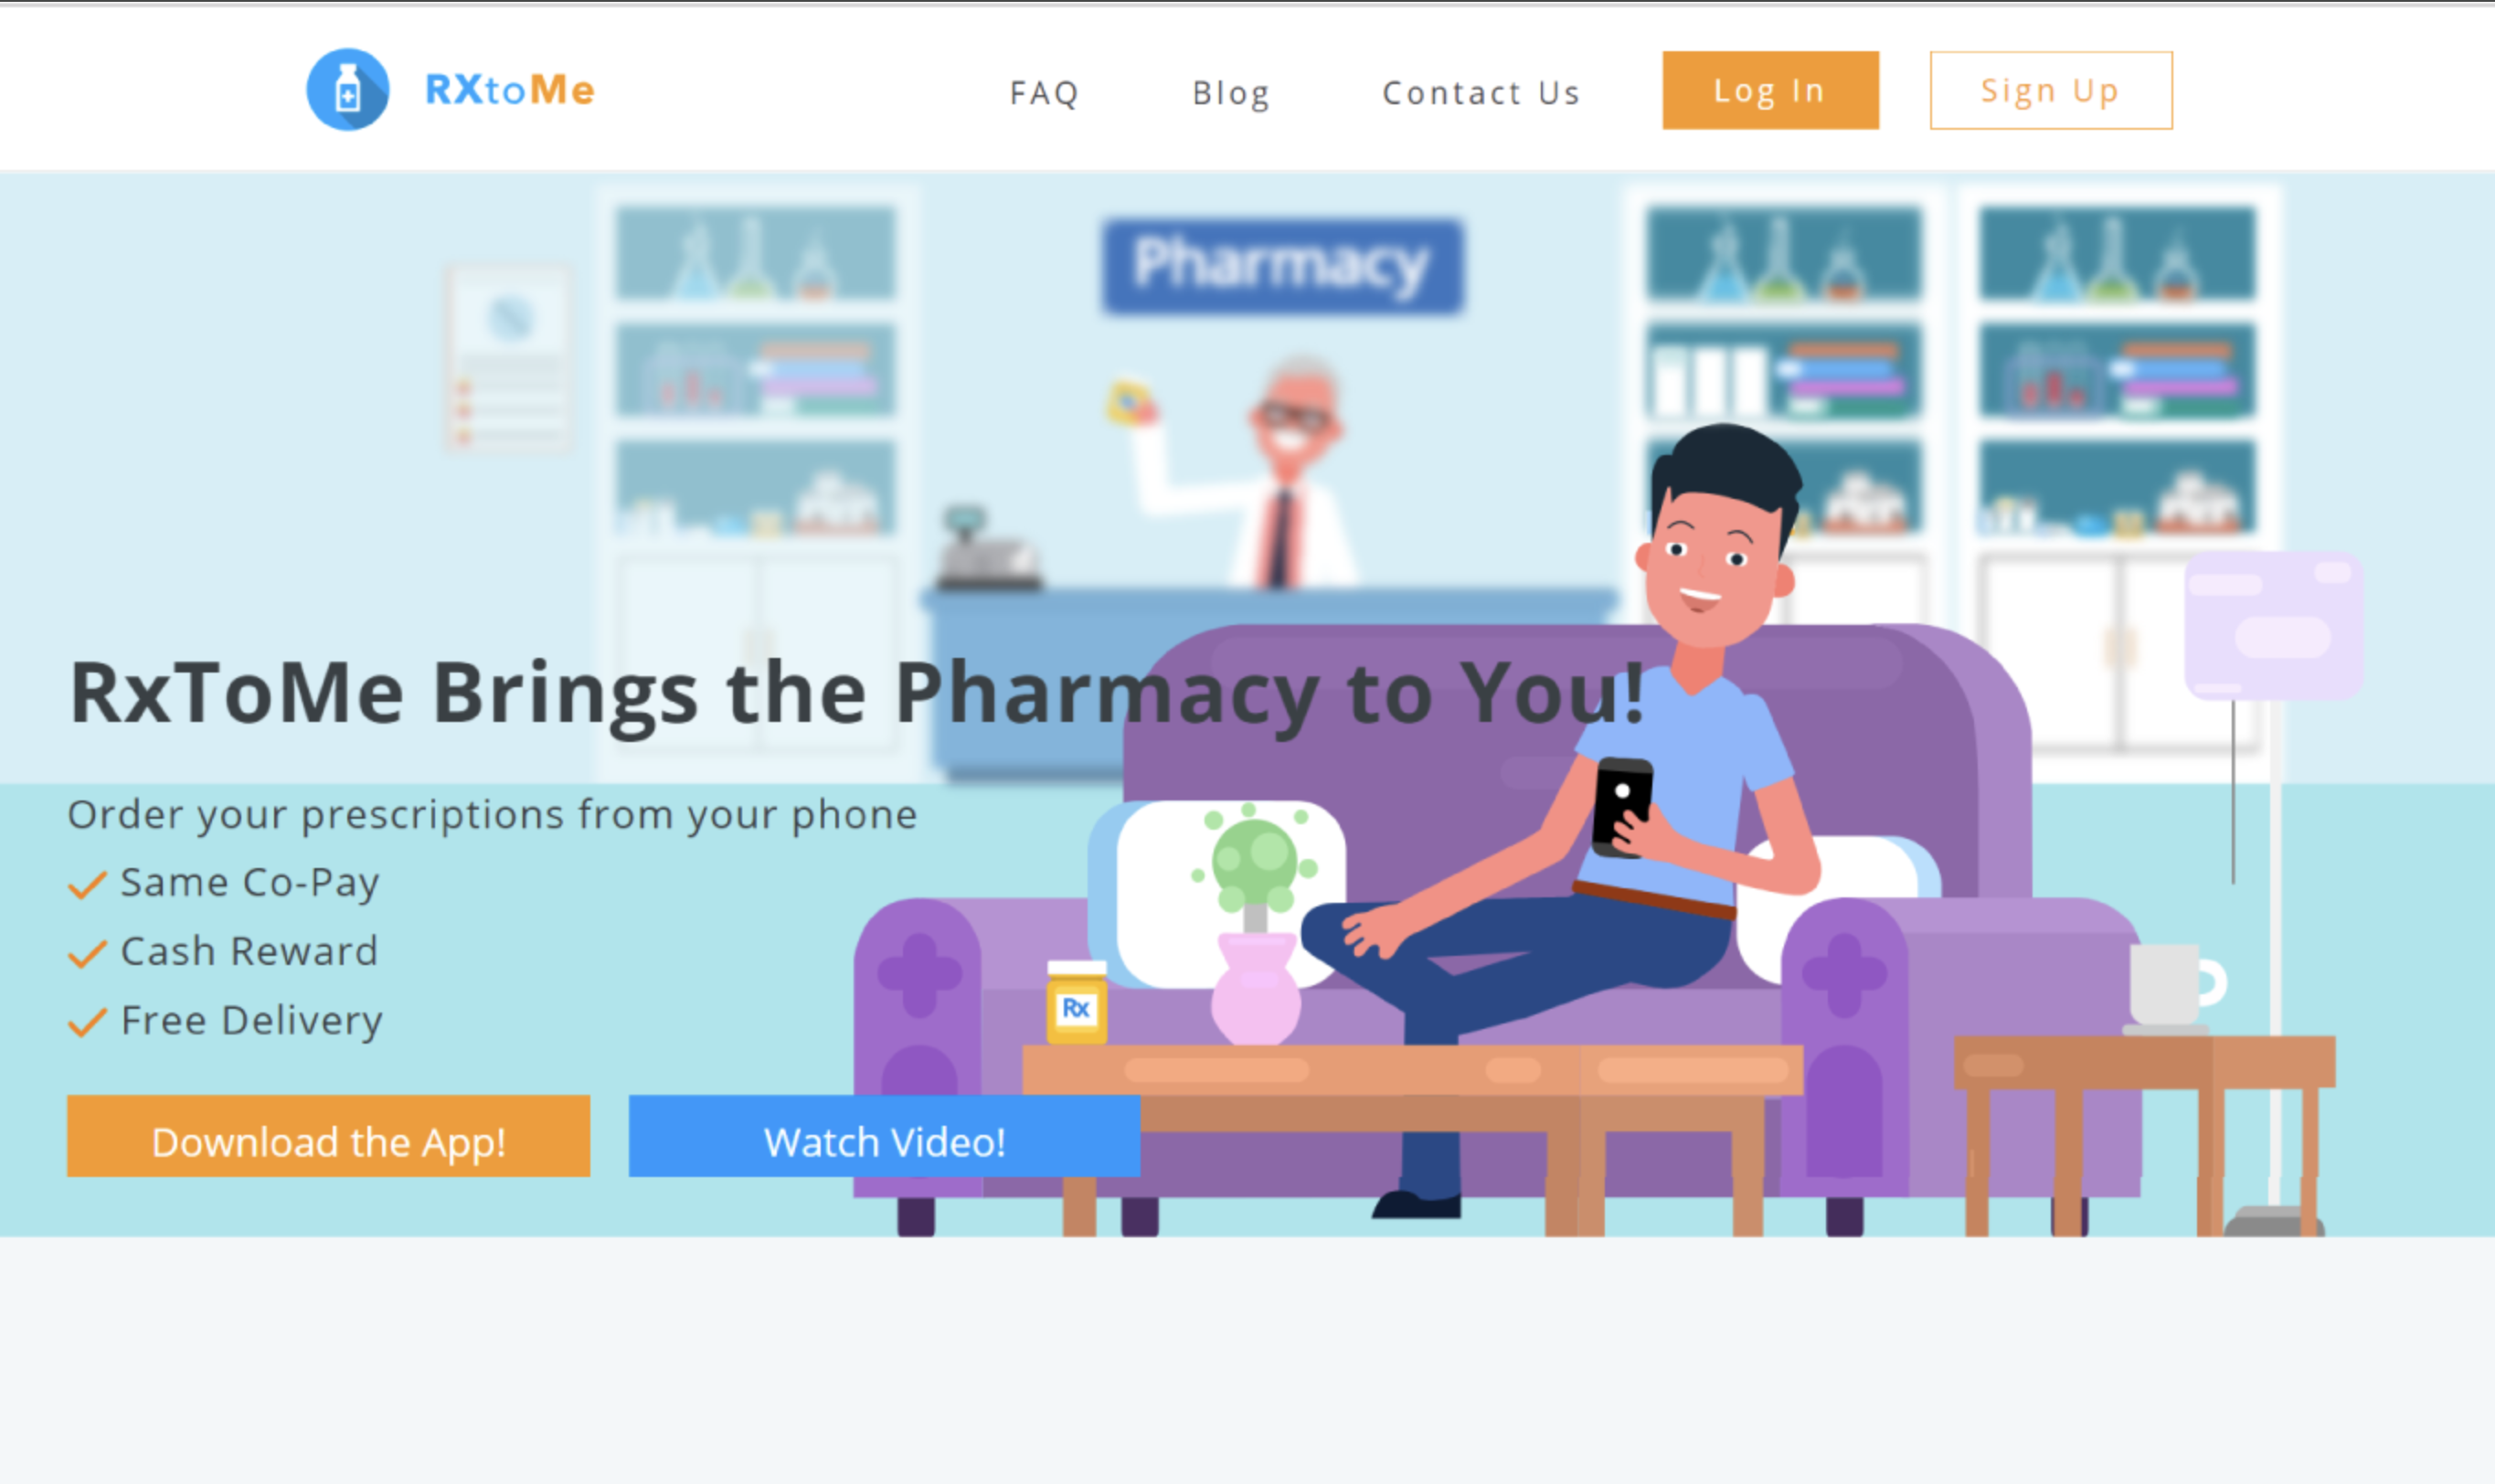 RXtoMe
FAQ Blog Contact Us Log In Sign Up
Pharmacy
RxToMe Brings the Pharmacy to You!
Order your prescriptions from your phone
Same Co-Pay
Cash Reward
Free Delivery
Rx
Download the App! Watch Video!